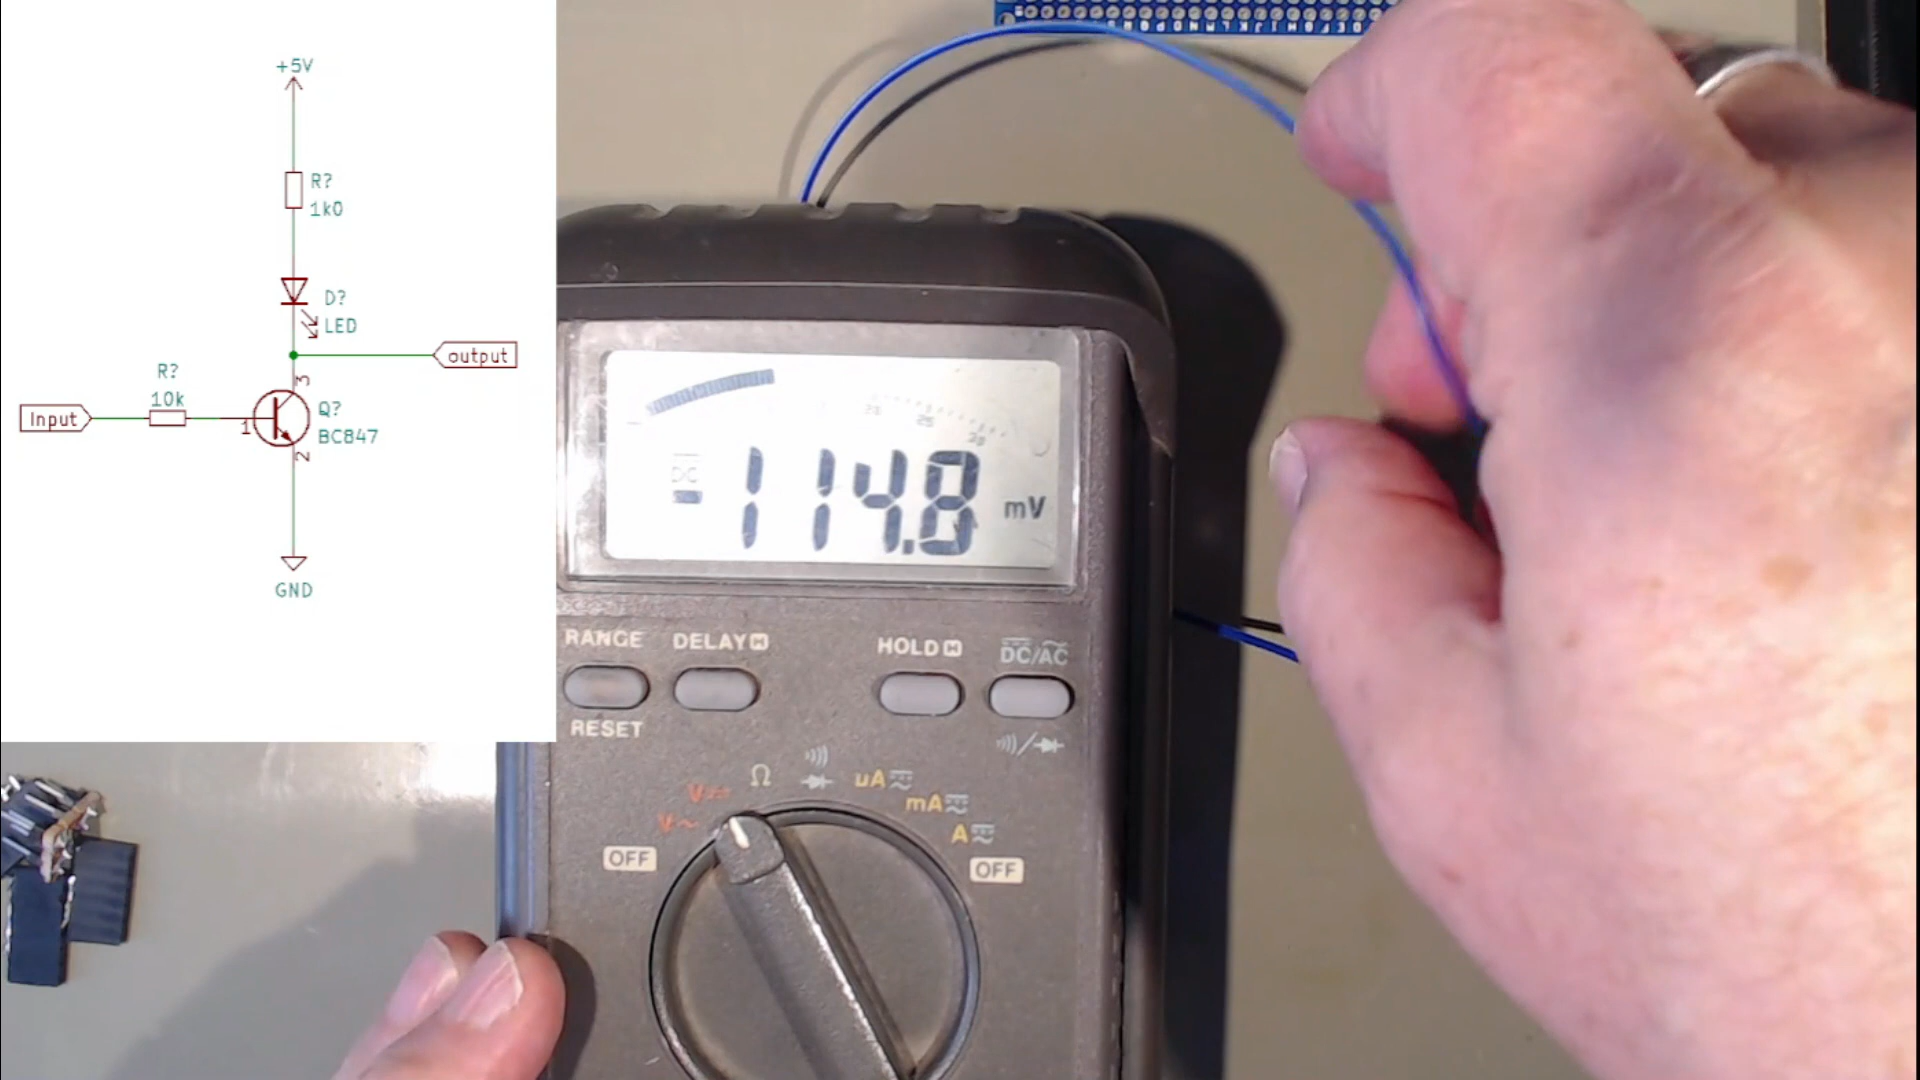 +5V
R?
1k0
D?
LED
output
R?
10k
Input
1
3
Q?
BC847
2
GND
DC
-114.8 mV
RANGE
DELAY H
HOLD H
DC/AC
RESET
Ω
V
V~
uA
mA
A
OFF
OFF